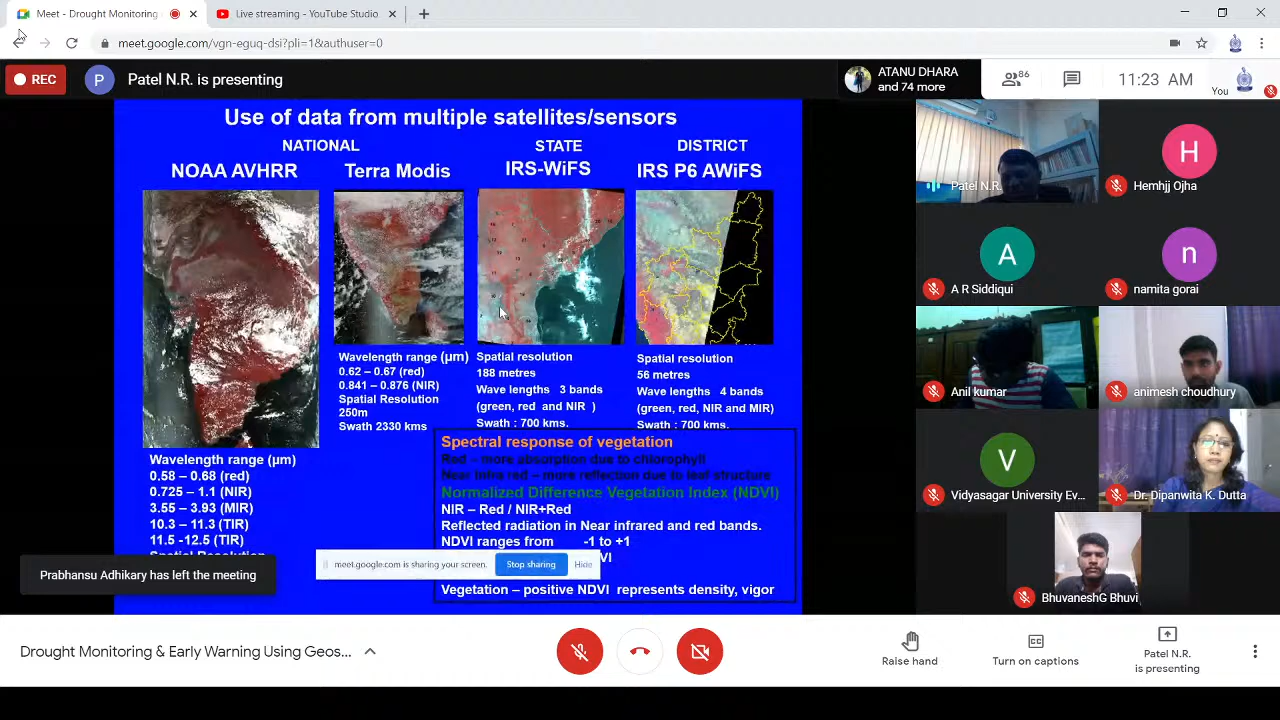 Meet - Drought Monitoring
Live streaming - YouTube Studio
meet.google.com/vgn-eguq-dsi?pli=1&authuser=0
REC
P
Patel N.R. is presenting
ATANU DHARA
and 74 more
86
11:23 AM
You
Use of data from multiple satellites/sensors
NATIONAL
STATE
DISTRICT
NOAA AVHRR
Terra Modis
IRS-WiFS
IRS P6 AWiFS
Wavelength range (µm)
0.62 – 0.67 (red)
0.841 – 0.876 (NIR)
Spatial Resolution
250m
Swath 2330 kms
Spatial resolution
188 metres
Wave lengths 3 bands
(green, red and NIR )
Swath : 700 kms.
Spatial resolution
56 metres
Wave lengths 4 bands
(green, red, NIR and MIR)
Swath : 700 kms.
Wavelength range (µm)
0.58 – 0.68 (red)
0.725 – 1.1 (NIR)
3.55 – 3.93 (MIR)
10.3 – 11.3 (TIR)
11.5 -12.5 (TIR)
Spatial Resolution
Spectral response of vegetation
Red – more absorption due to chlorophyll
Near Infra red – more reflection due to leaf structure
Normalized Difference Vegetation Index (NDVI)
NIR – Red / NIR+Red
Reflected radiation in Near infrared and red bands.
NDVI ranges from -1 to +1
Vegetation – positive NDVI represents density, vigor
meet.google.com is sharing your screen.
Stop sharing
Hide
Prabhansu Adhikary has left the meeting
Patel N.R.
H
Hemhjj Ojha
A
A R Siddiqui
n
namita gorai
Anil kumar
animesh choudhury
V
Vidyasagar University Ev...
Dr. Dipanwita K. Dutta
BhuvaneshG Bhuvi
Drought Monitoring & Early Warning Using Geos...
Raise hand
CC
Turn on captions
Patel N.R.
is presenting